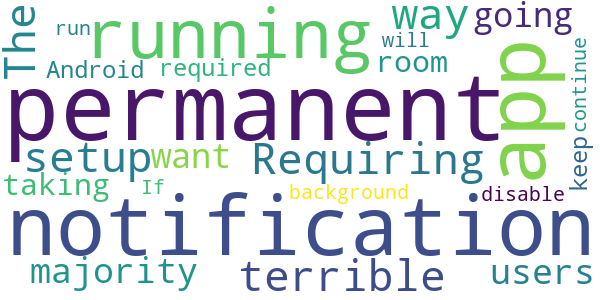 The
run
running
way
going
Android
required
will
room
permanent
app
continue
setup
want
Requiring
keep
taking
If
background
disable
notification
majority
terrible
users